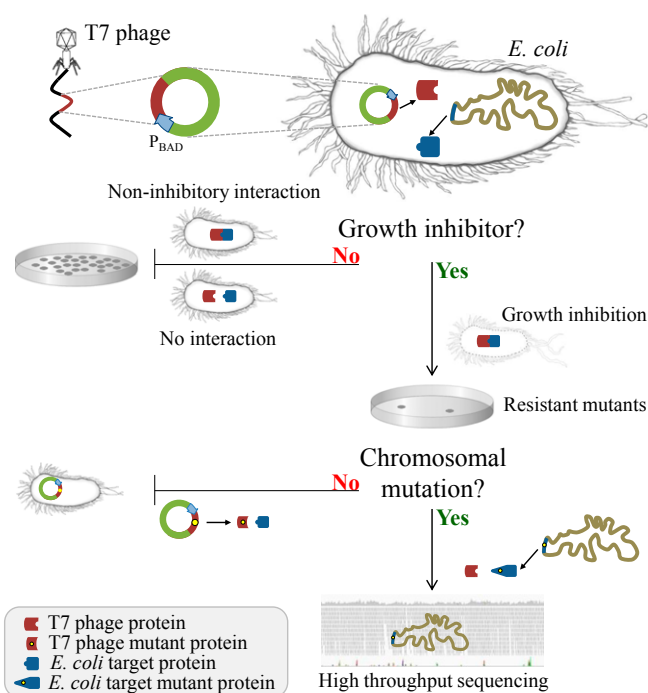 T7 phage
E. coli
P_BAD
Non-inhibitory interaction
Growth inhibitor?
No
Yes
No interaction
Growth inhibition
Resistant mutants
Chromosomal
mutation?
No
Yes
T7 phage protein
T7 phage mutant protein
E. coli target protein
E. coli target mutant protein
High throughput sequencing